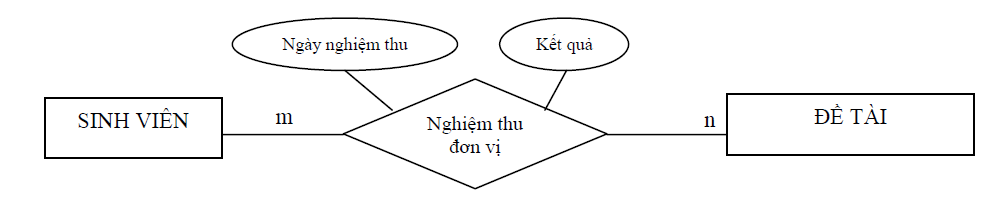 Ngày nghiệm thu
Kết quả
SINH VIÊN
m
Nghiệm thu
đơn vị
n
ĐỀ TÀI